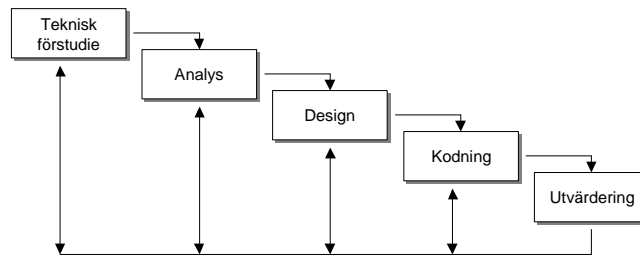 Teknisk
förstudie
Analys
Design
Kodning
Utvärdering